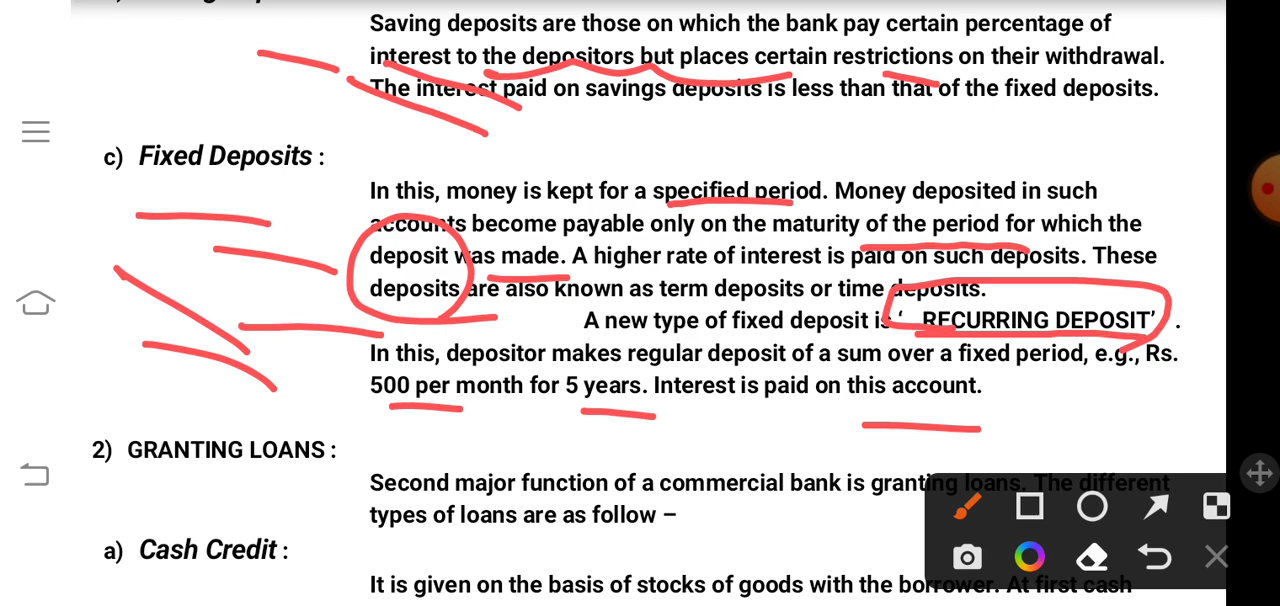 Saving deposits are those on which the bank pay certain percentage of
interest to the depositors but places certain restrictions on their withdrawal.
The interest paid on savings deposits is less than that of the fixed deposits.
c) Fixed Deposits :
In this, money is kept for a specified period. Money deposited in such
accounts become payable only on the maturity of the period for which the
deposit was made. A higher rate of interest is paid on such deposits. These
deposits are also known as term deposits or time deposits.
A new type of fixed deposit is ‘ RECURRING DEPOSIT’ .
In this, depositor makes regular deposit of a sum over a fixed period, e.g., Rs.
500 per month for 5 years. Interest is paid on this account.
2) GRANTING LOANS :
Second major function of a commercial bank is granting loans. The different
types of loans are as follow –
a) Cash Credit :
It is given on the basis of stocks of goods with the borrower. At first cash